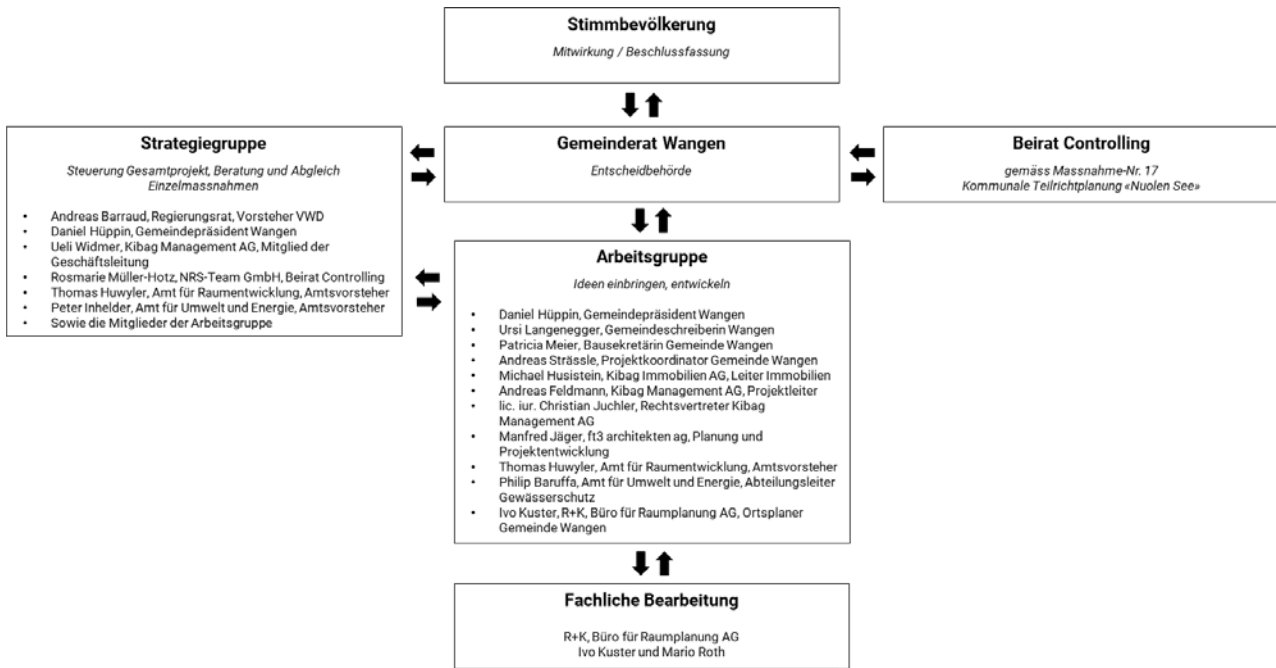 Stimmbevölkerung
Mitwirkung / Beschlussfassung
Strategiegruppe
Steuerung Gesamtprojekt, Beratung und Abgleich
Einzelmassnahmen
• Andreas Barraud, Regierungsrat, Vorsteher VWD
• Daniel Hüppin, Gemeindepräsident Wangen
• Ueli Widmer, Kibag Management AG, Mitglied der
Geschäftsleitung
• Rosmarie Müller-Hotz, NRS-Team GmbH, Beirat Controlling
• Thomas Huwyler, Amt für Raumentwicklung, Amtsvorsteher
• Peter Inhelder, Amt für Umwelt und Energie, Amtsvorsteher
• Sowie die Mitglieder der Arbeitsgruppe
Gemeinderat Wangen
Entscheidbehörde
Beirat Controlling
gemäss Massnahme-Nr. 17
Kommunale Teilrichtplanung «Nuolen See»
Arbeitsgruppe
Ideen einbringen, entwickeln
• Daniel Hüppin, Gemeindepräsident Wangen
• Ursi Langenegger, Gemeindeschreiberin Wangen
• Patricia Meier, Bausekretärin Gemeinde Wangen
• Andreas Strässle, Projektkoordinator Gemeinde Wangen
• Michael Husistein, Kibag Immobilien AG, Leiter Immobilien
• Andreas Feldmann, Kibag Management AG, Projektleiter
• lic. iur. Christian Juchler, Rechtsvertreter Kibag
Management AG
• Manfred Jäger, ft3 architekten ag, Planung und
Projektentwicklung
• Thomas Huwyler, Amt für Raumentwicklung, Amtsvorsteher
• Philip Baruffa, Amt für Umwelt und Energie, Abteilungsleiter
Gewässerschutz
• Ivo Kuster, R+K, Büro für Raumplanung AG, Ortsplaner
Gemeinde Wangen
Fachliche Bearbeitung
R+K, Büro für Raumplanung AG
Ivo Kuster und Mario Roth